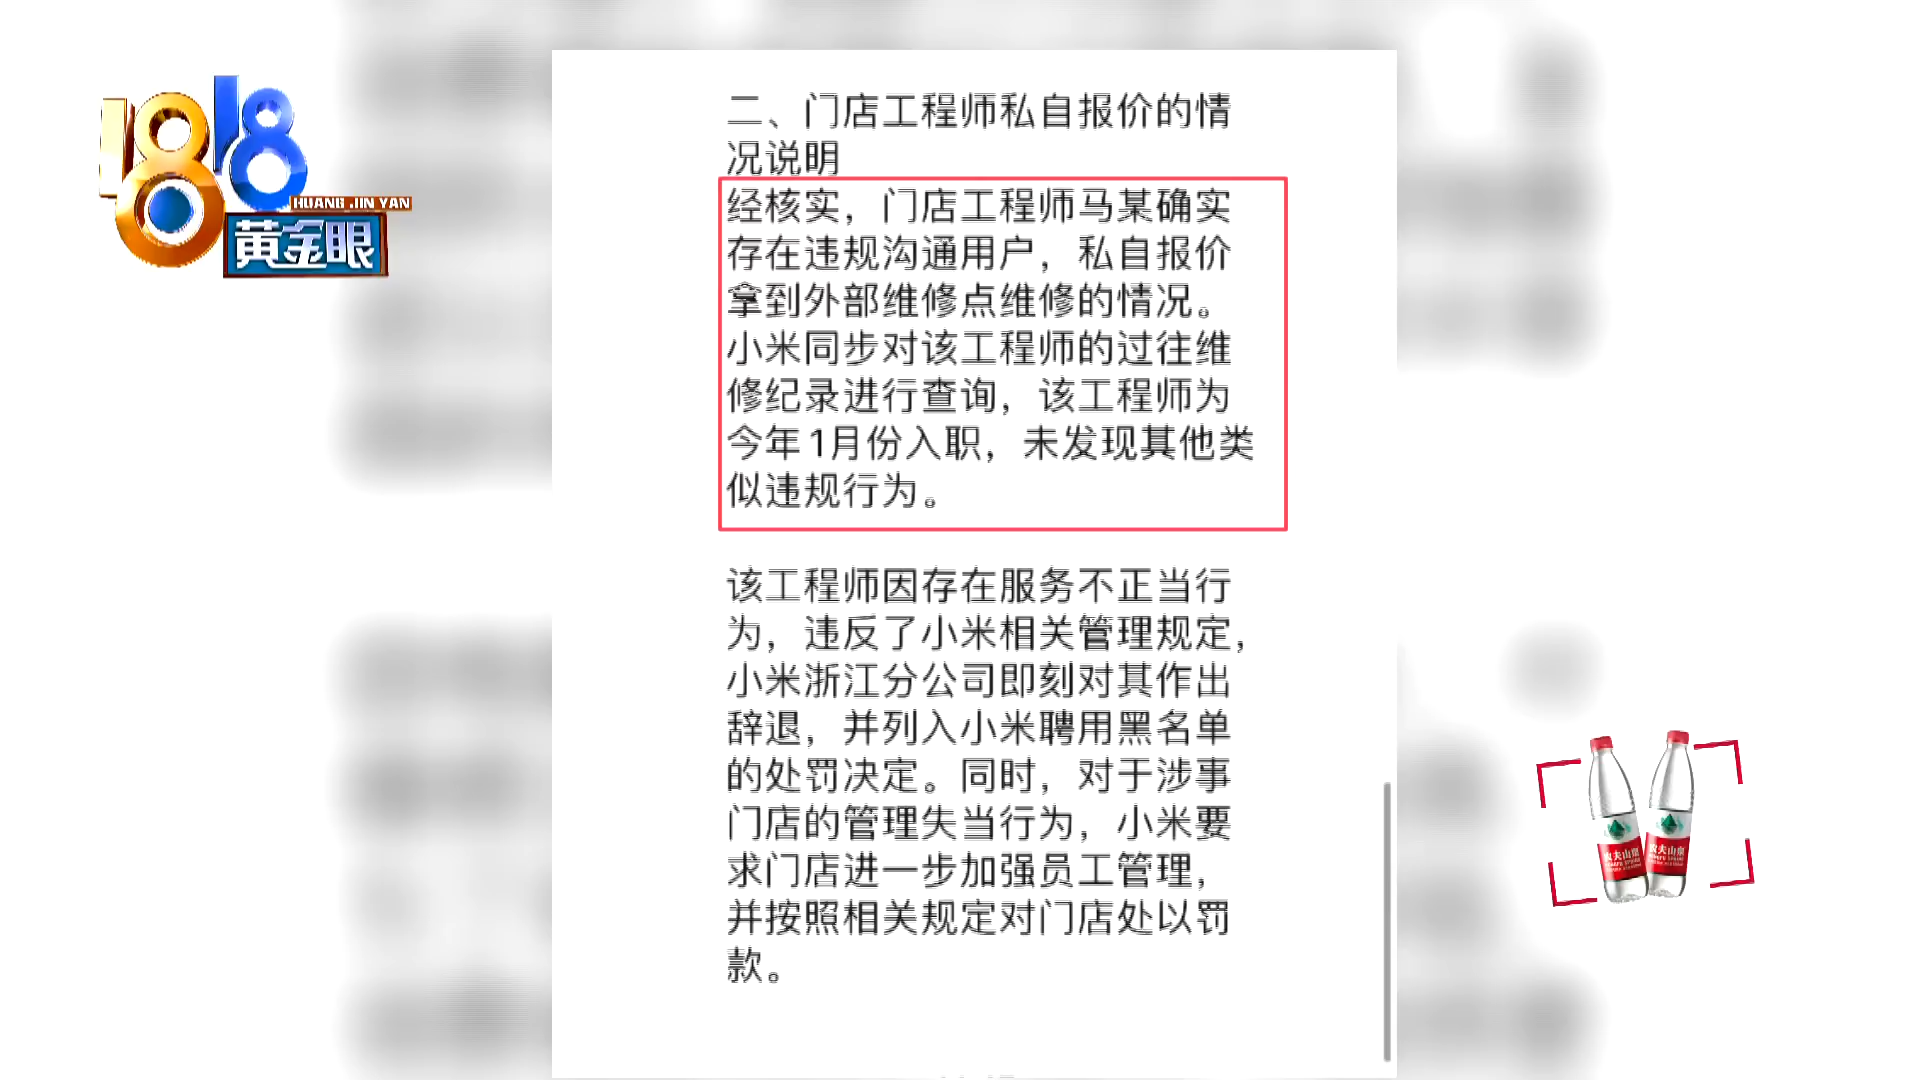 1818
HUANG JIN YAN
黄金眼
二、门店工程师私自报价的情
况说明
经核实，门店工程师马某确实
存在违规沟通用户，私自报价
拿到外部维修点维修的情况。
小米同步对该工程师的过往维
修纪录进行查询，该工程师为
今年1月份入职，未发现其他类
似违规行为。
该工程师因存在服务不正当行
为，违反了小米相关管理规定，
小米浙江分公司即刻对其作出
辞退，并列入小米聘用黑名单
的处罚决定。同时，对于涉事
门店的管理失当行为，小米要
求门店进一步加强员工管理，
并按照相关规定对门店处以罚
款。
农夫山泉
农夫山泉